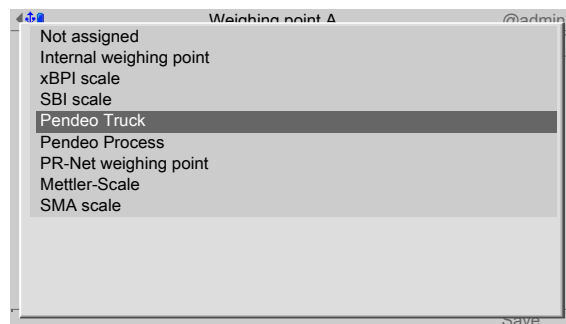 Weighing point A @admin
Not assigned
Internal weighing point
xBPI scale
SBI scale
Pendeo Truck
Pendeo Process
PR-Net weighing point
Mettler-Scale
SMA scale
Save